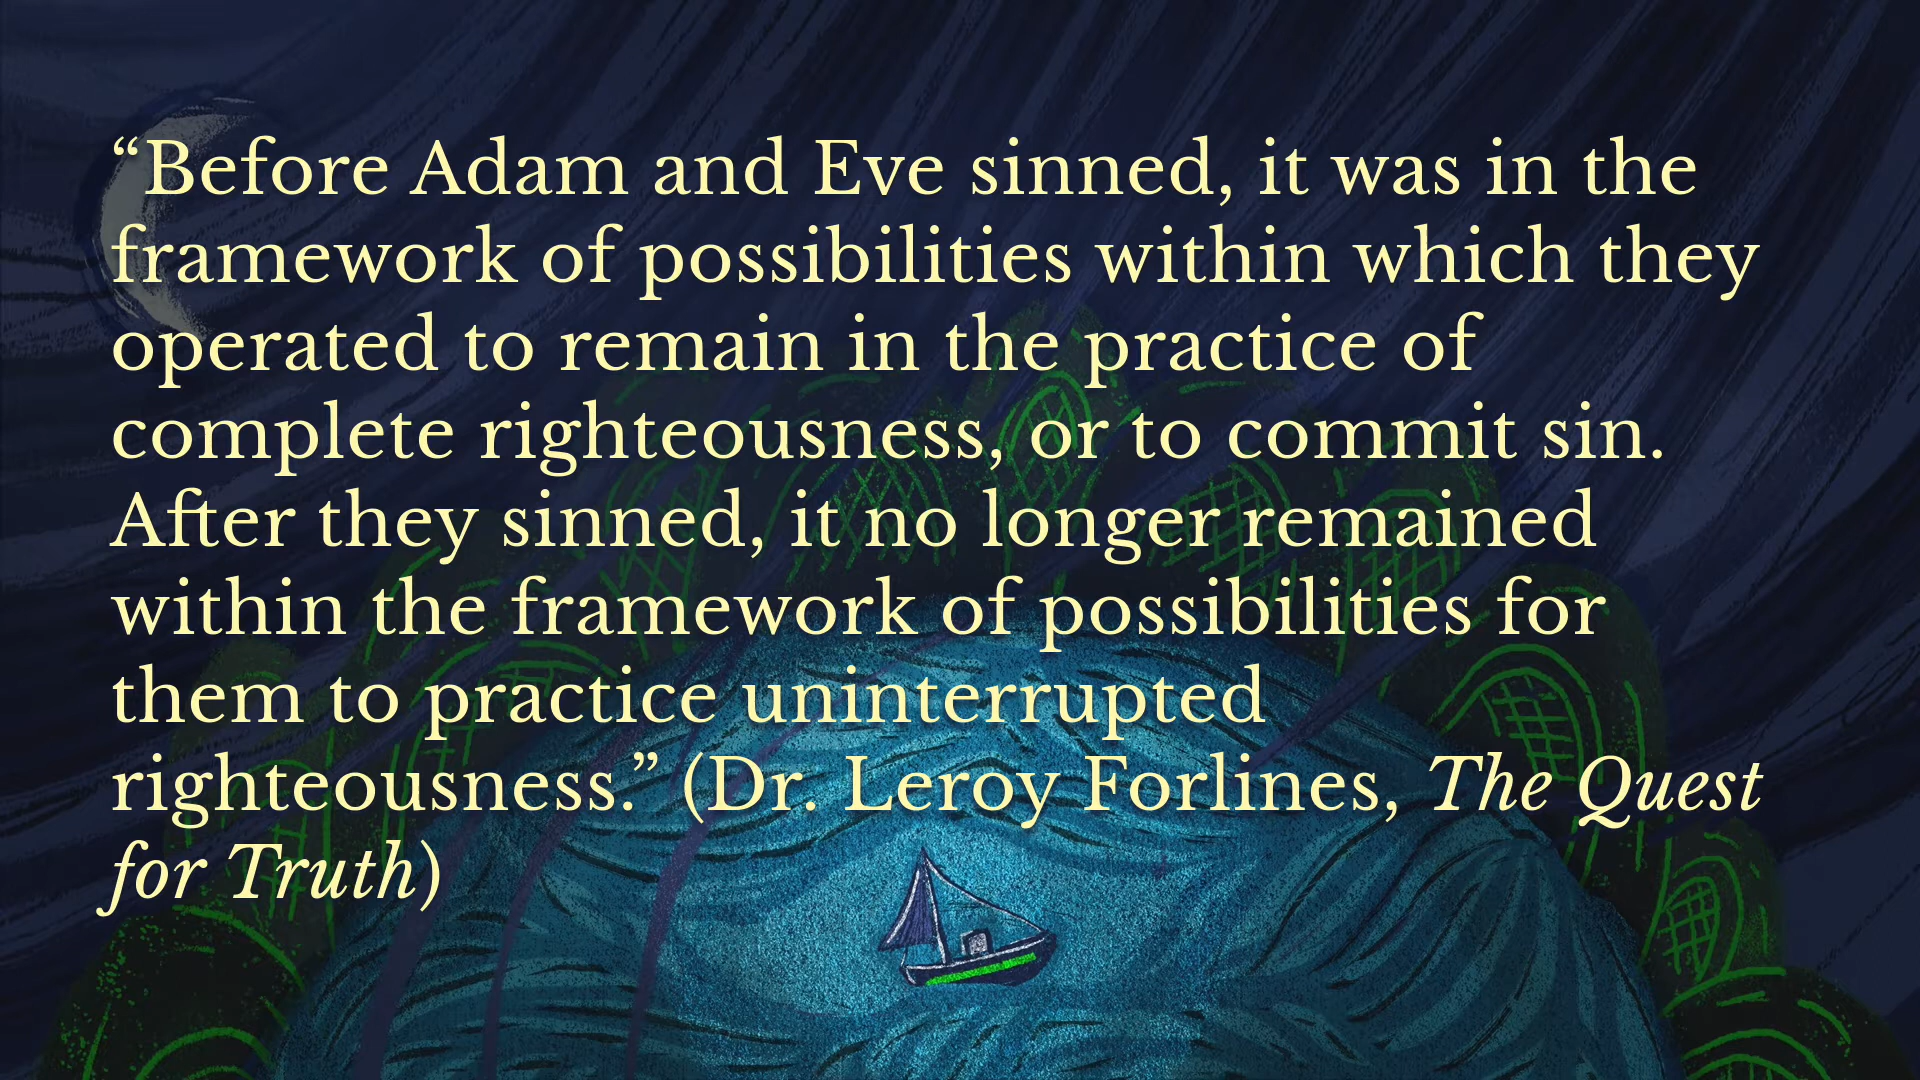 “Before Adam and Eve sinned, it was in the
framework of possibilities within which they
operated to remain in the practice of
complete righteousness, or to commit sin.
After they sinned, it no longer remained
within the framework of possibilities for
them to practice uninterrupted
righteousness.” (Dr. Leroy Forlines, The Quest
for Truth)